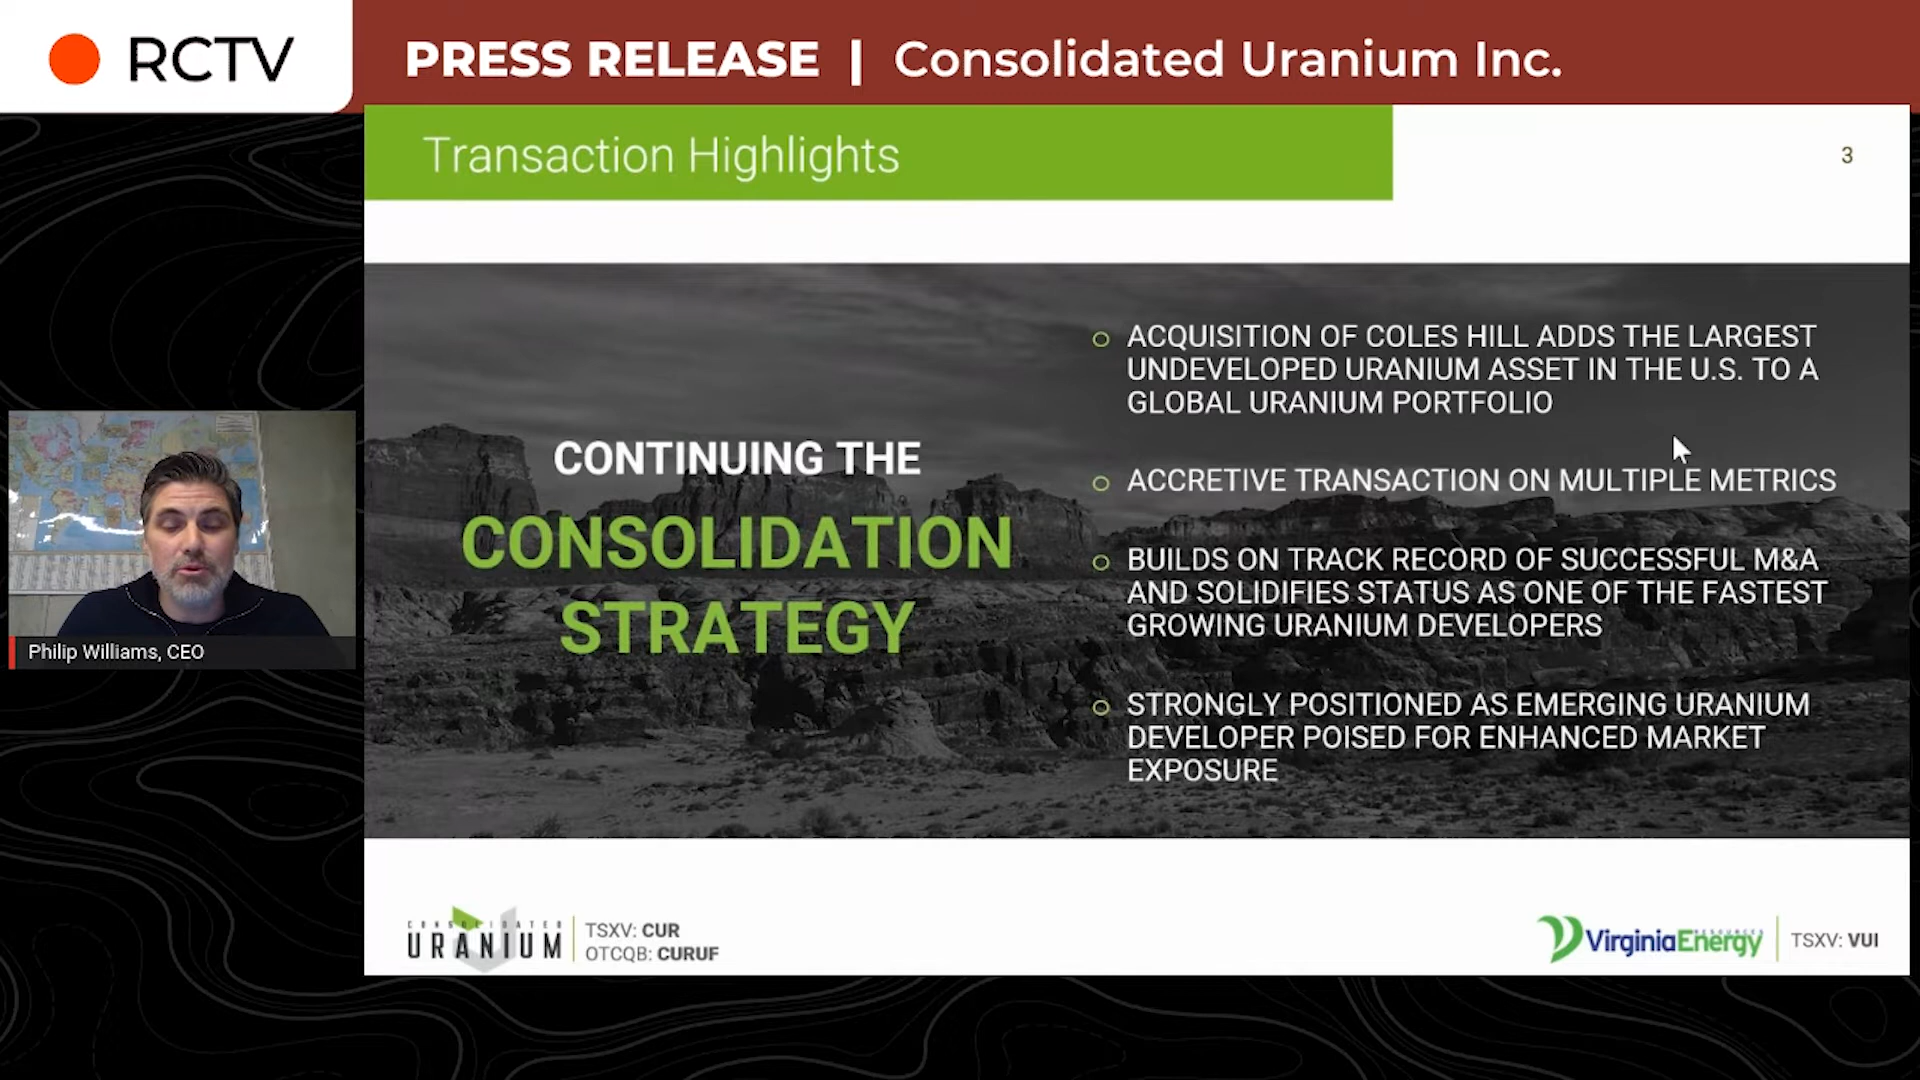 RCTV
PRESS RELEASE | Consolidated Uranium Inc.
Transaction Highlights
3
CONTINUING THE
CONSOLIDATION
STRATEGY
ACQUISITION OF COLES HILL ADDS THE LARGEST
UNDEVELOPED URANIUM ASSET IN THE U.S. TO A
GLOBAL URANIUM PORTFOLIO
ACCRETIVE TRANSACTION ON MULTIPLE METRICS
BUILDS ON TRACK RECORD OF SUCCESSFUL M&A
AND SOLIDIFIES STATUS AS ONE OF THE FASTEST
GROWING URANIUM DEVELOPERS
STRONGLY POSITIONED AS EMERGING URANIUM
DEVELOPER POISED FOR ENHANCED MARKET
EXPOSURE
Philip Williams, CEO
CONSOLIDATED
URANIUM
TSXV: CUR
OTCQB: CURUF
RESOURCES
VirginiaEnergy
TSXV: VUI